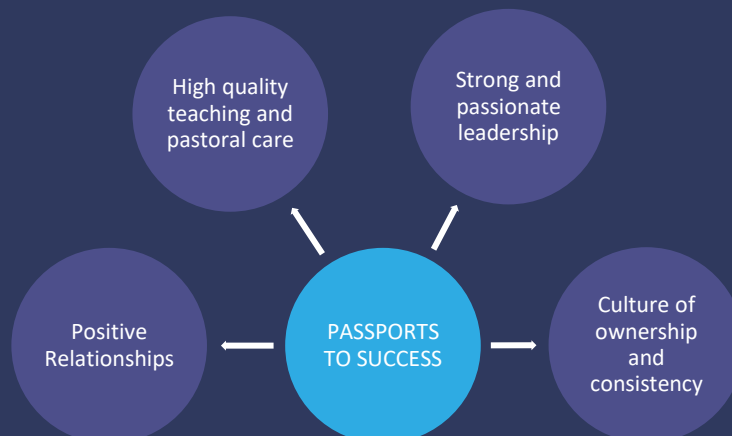 High quality
teaching and
pastoral care
Strong and
passionate
leadership
Positive
Relationships
PASSPORTS
TO SUCCESS
Culture of
ownership
and
consistency